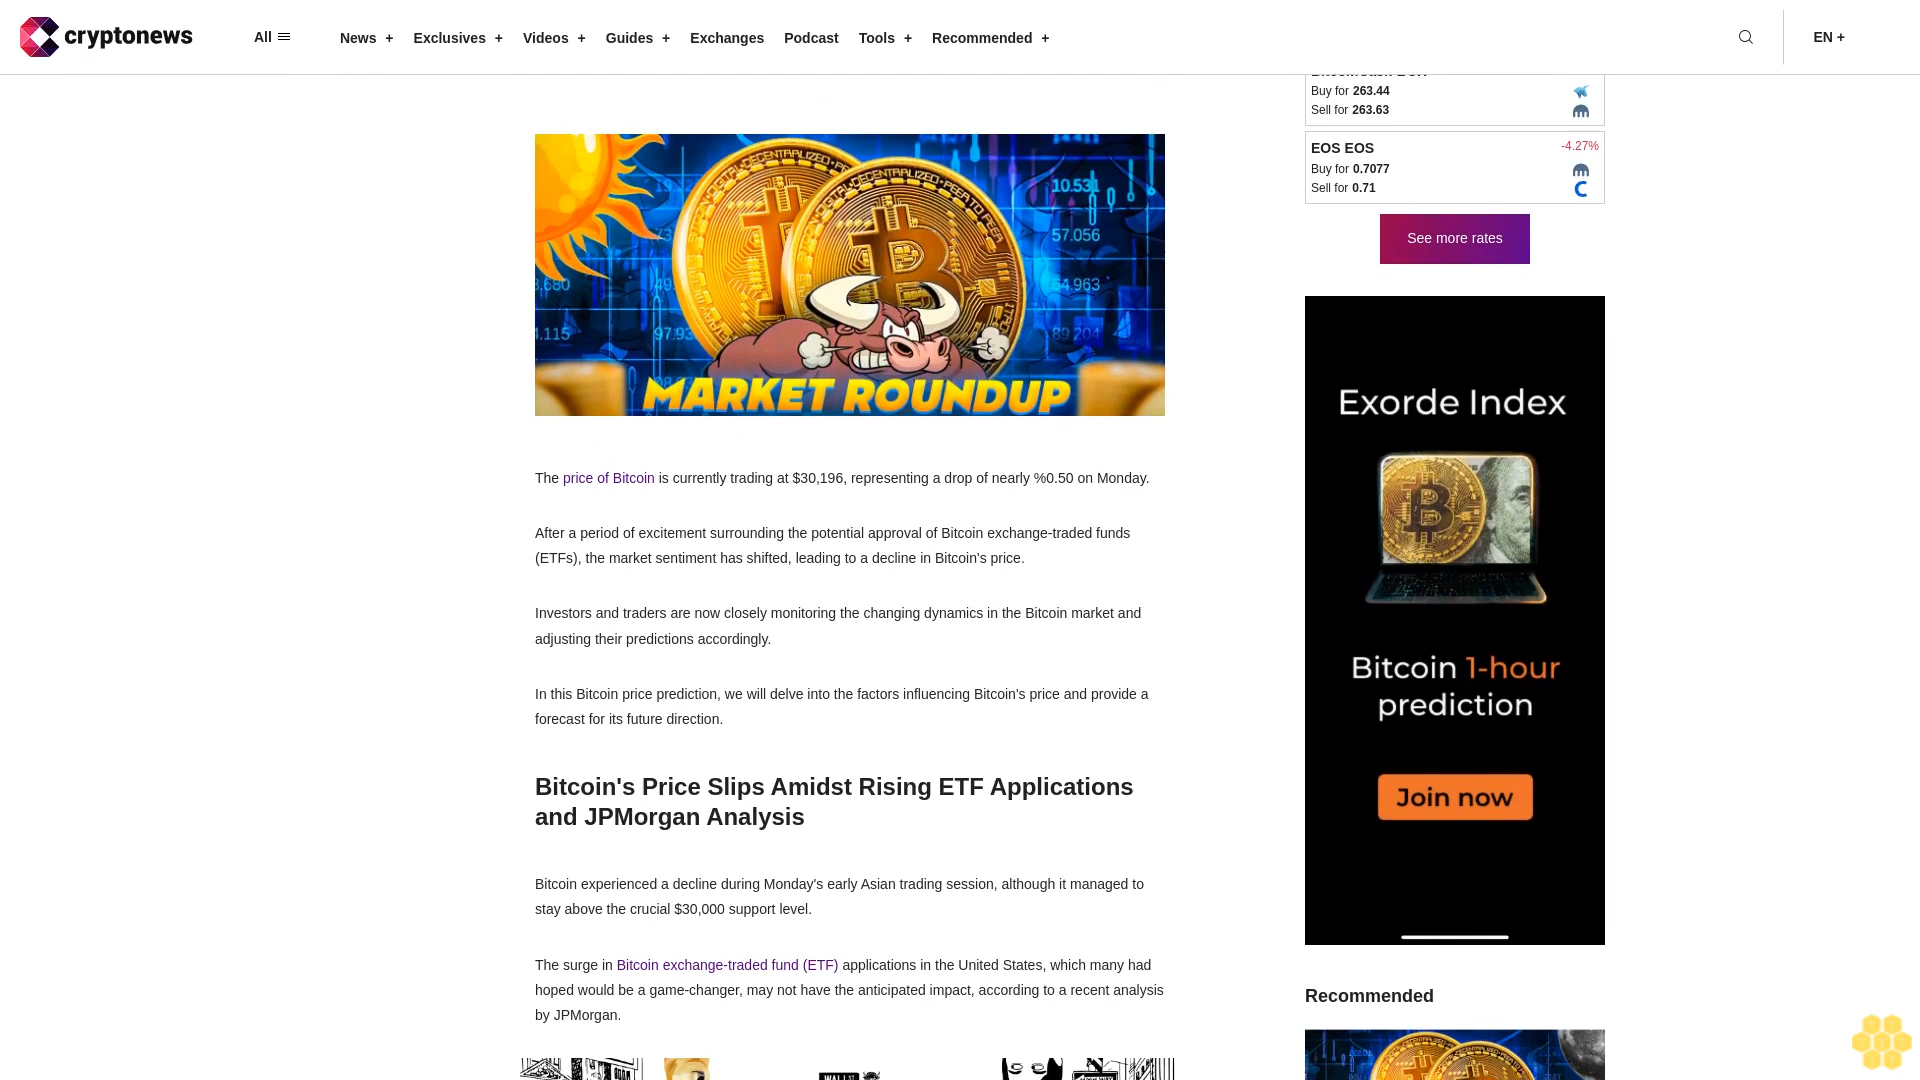 cryptonews
All
News +
Exclusives +
Videos +
Guides +
Exchanges
Podcast
Tools +
Recommended +
EN +
Buy for 263.44
Sell for 263.63
EOS EOS
-4.27%
Buy for 0.7077
Sell for 0.71
See more rates
10.531
57.056
64.963
89.201
97.93
4.115
MARKET ROUNDUP
The price of Bitcoin is currently trading at $30,196, representing a drop of nearly %0.50 on Monday.
After a period of excitement surrounding the potential approval of Bitcoin exchange-traded funds
(ETFs), the market sentiment has shifted, leading to a decline in Bitcoin's price.
Investors and traders are now closely monitoring the changing dynamics in the Bitcoin market and
adjusting their predictions accordingly.
In this Bitcoin price prediction, we will delve into the factors influencing Bitcoin's price and provide a
forecast for its future direction.
Bitcoin's Price Slips Amidst Rising ETF Applications
and JPMorgan Analysis
Bitcoin experienced a decline during Monday's early Asian trading session, although it managed to
stay above the crucial $30,000 support level.
The surge in Bitcoin exchange-traded fund (ETF) applications in the United States, which many had
hoped would be a game-changer, may not have the anticipated impact, according to a recent analysis
by JPMorgan.
WALL ST
Exorde Index
Bitcoin 1-hour
prediction
Join now
Recommended